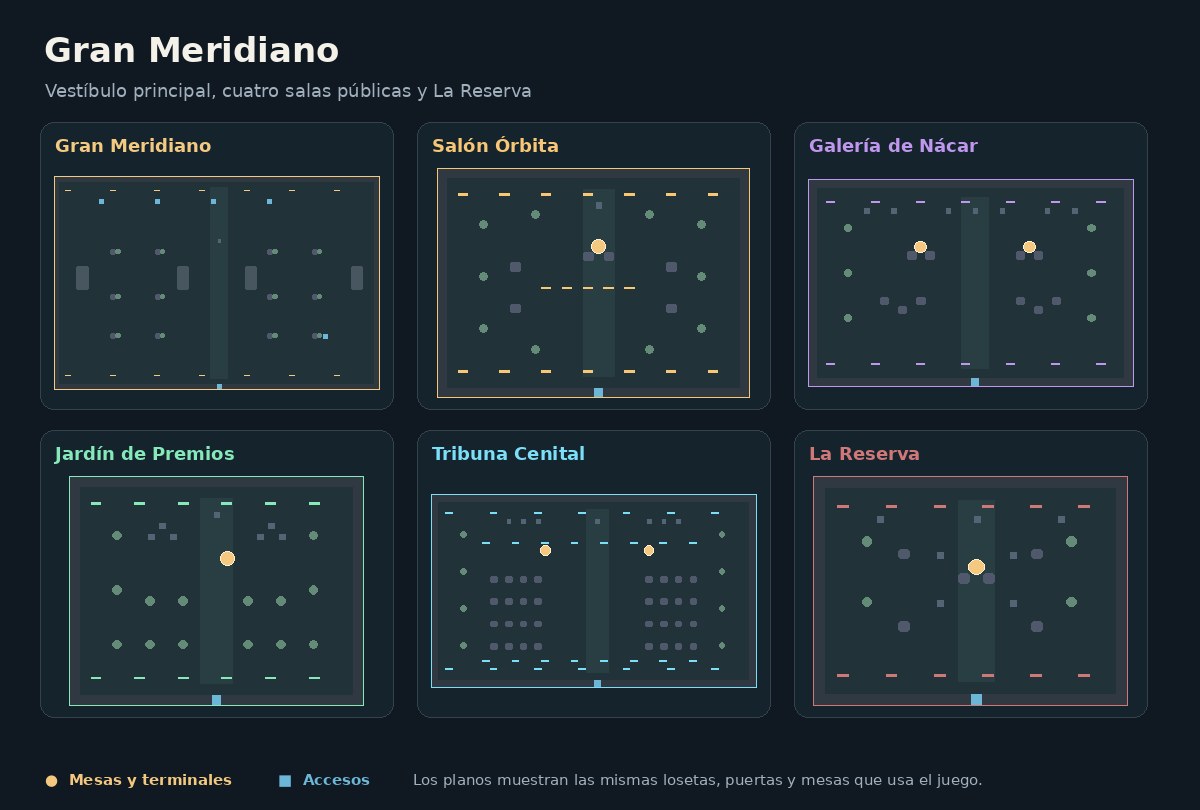 Gran Meridiano
Vestíbulo principal, cuatro salas públicas y La Reserva
Gran Meridiano
Salón Órbita
Galería de Nácar
Jardín de Premios
Tribuna Cenital
La Reserva
Mesas y terminales
Accesos
Los planos muestran las mismas losetas, puertas y mesas que usa el juego.